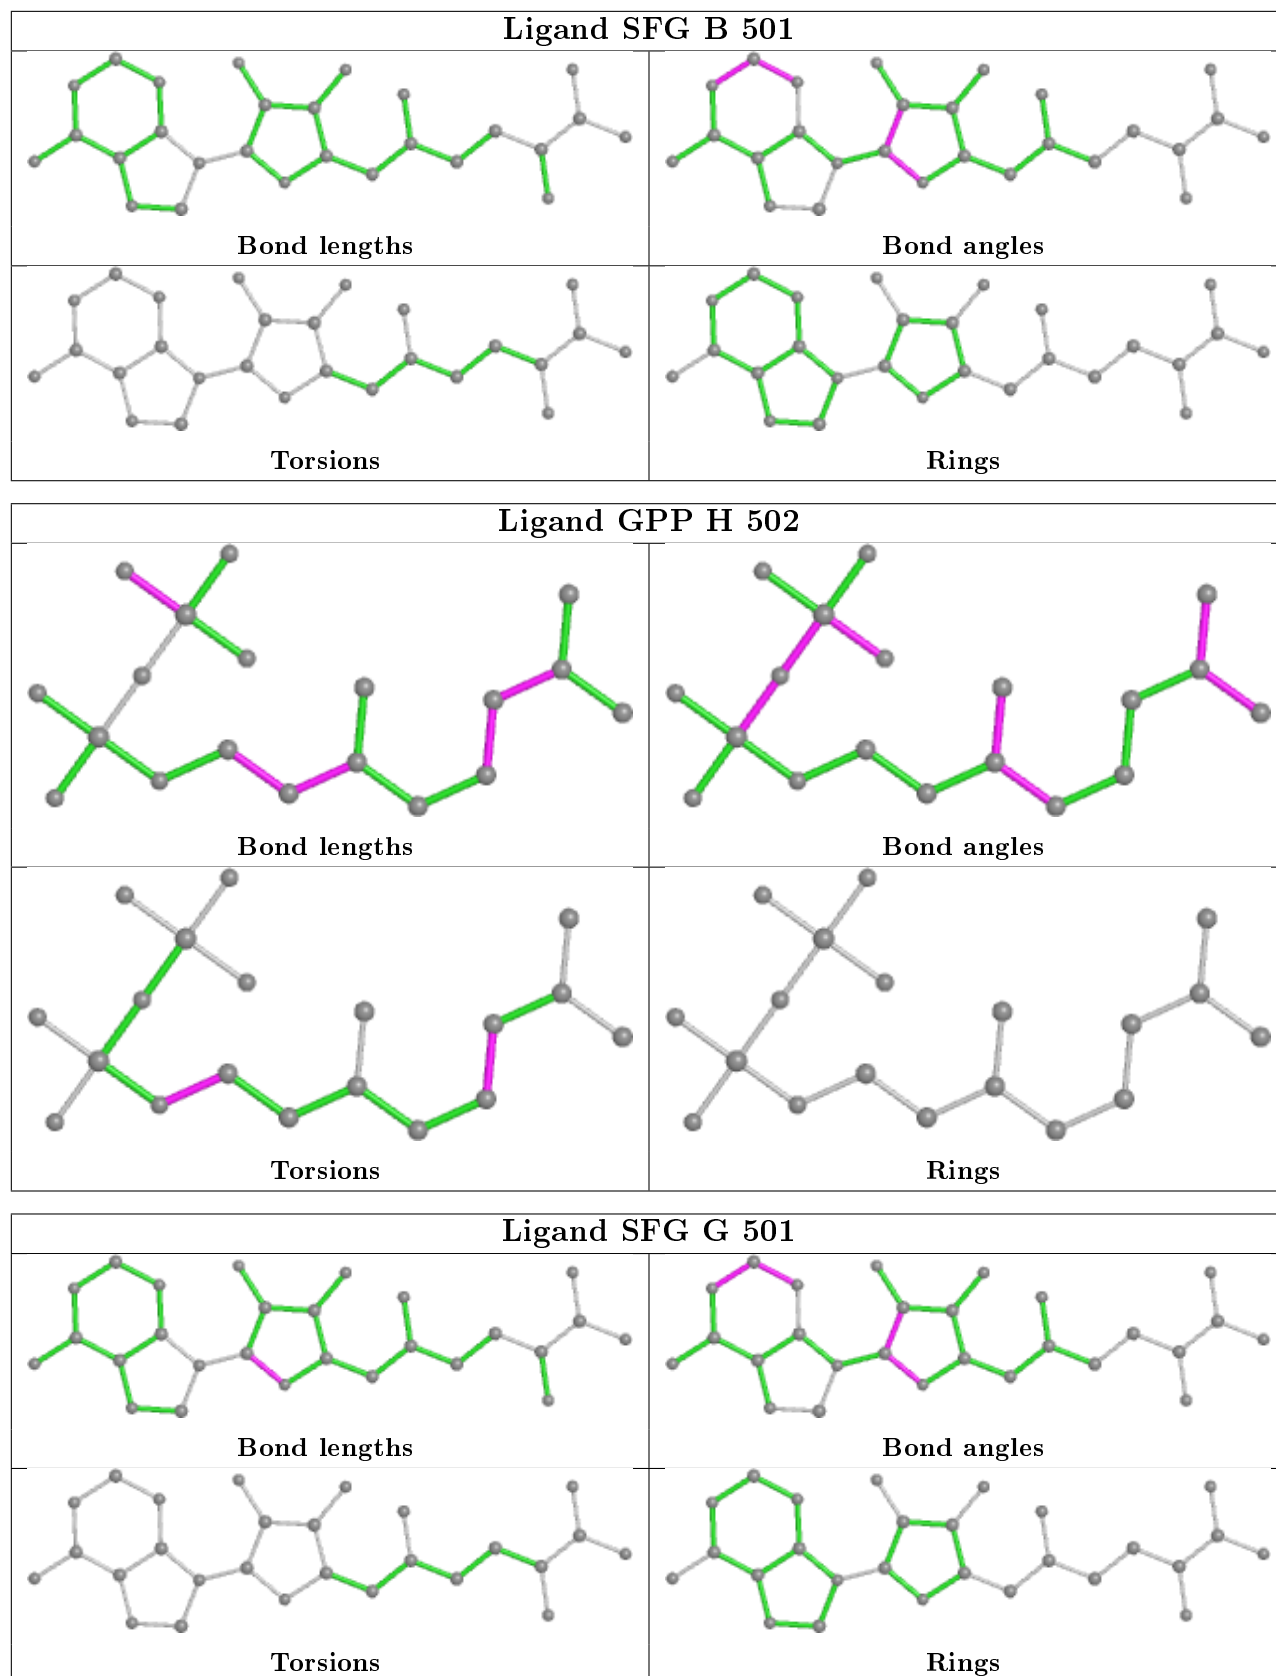 Ligand SFG B 501
Bond lengths
Bond angles
Torsions
Rings
Ligand GPP H 502
Bond lengths
Bond angles
Torsions
Rings
Ligand SFG G 501
Bond lengths
Bond angles
Torsions
Rings